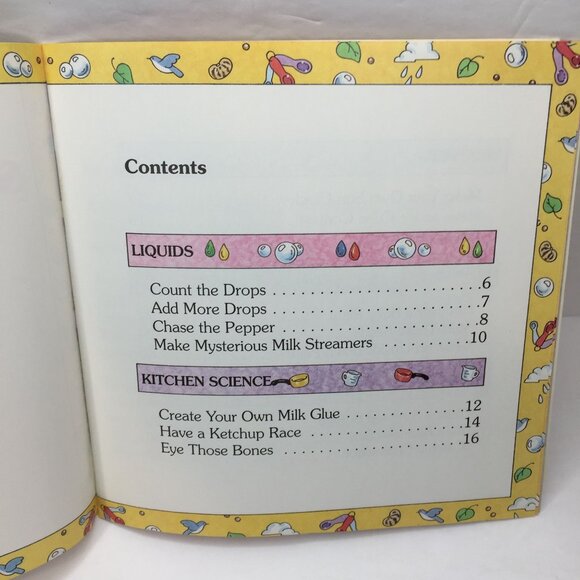 Contents
LIQUIDS
Count the Drops . . . . . . . . . . . . . . . . . . . . . . . . .6
Add More Drops . . . . . . . . . . . . . . . . . . . . . . . . .7
Chase the Pepper . . . . . . . . . . . . . . . . . . . . . . . .8
Make Mysterious Milk Streamers . . . . . . . . . . .10
KITCHEN SCIENCE
Create Your Own Milk Glue . . . . . . . . . . . . . .12
Have a Ketchup Race . . . . . . . . . . . . . . . . . .14
Eye Those Bones . . . . . . . . . . . . . . . . . . . . .16